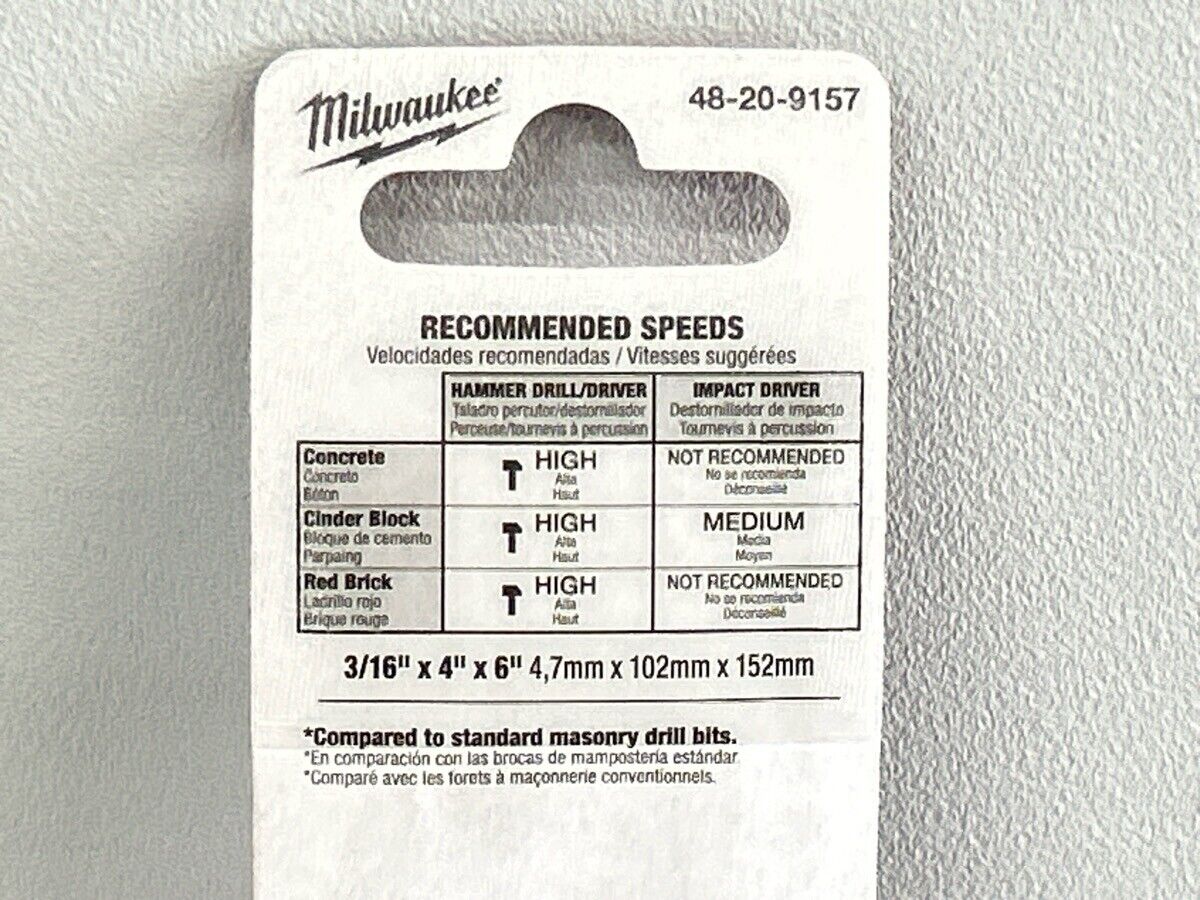 Milwaukee®
48-20-9157
RECOMMENDED SPEEDS
Velocidades recomendadas / Vitesses suggérées
HAMMER DRILL/DRIVER
Taladro percutor/destornillador
Perceuse/tournevis à percussion
IMPACT DRIVER
Destornillador de impacto
Tournevis à percussion
Concrete
Concreto
Béton
HIGH
Alta
Haut
NOT RECOMMENDED
No se recomienda
Déconseillé
Cinder Block
Bloque de cemento
Parpaing
HIGH
Alta
Haut
MEDIUM
Media
Moyen
Red Brick
Ladrillo rojo
Brique rouge
HIGH
Alta
Haut
NOT RECOMMENDED
No se recomienda
Déconseillé
3/16" x 4" x 6" 4,7mm x 102mm x 152mm
*Compared to standard masonry drill bits.
*En comparación con las brocas de mampostería estándar.
*Comparé avec les forets à maçonnerie conventionnels.